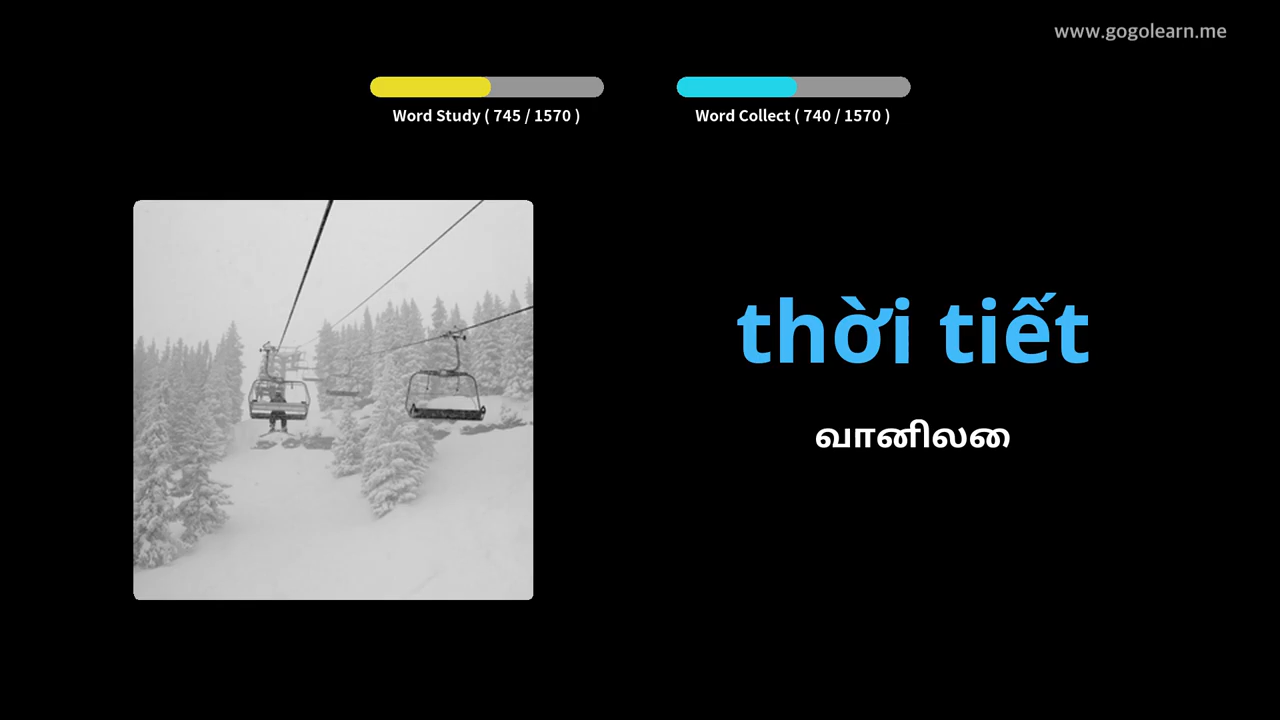 www.gogolearn.me
Word Study ( 745 / 1570 )
Word Collect ( 740 / 1570 )
thời tiết
வானிலை